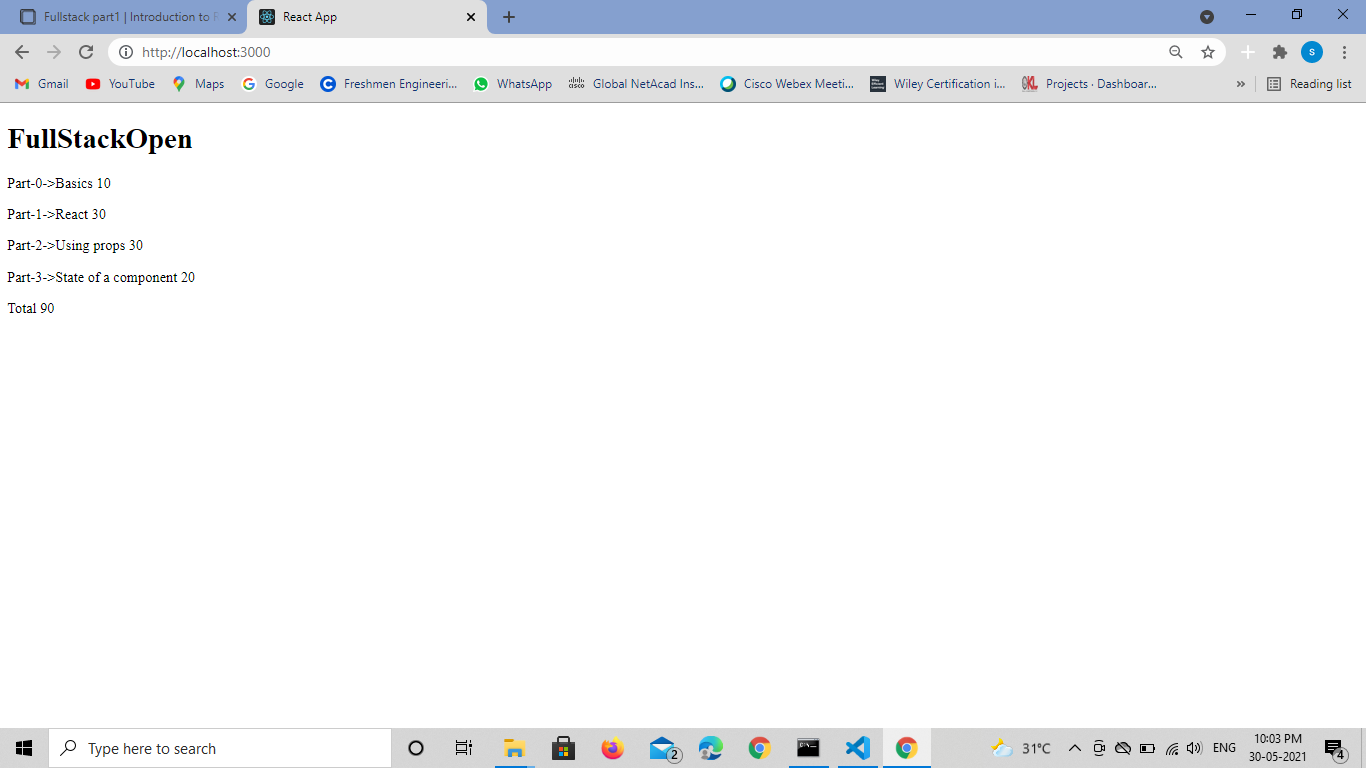 Fullstack part1 | Introduction to R
React App
http://localhost:3000
Gmail YouTube Maps Google Freshmen Engineeri... WhatsApp Global NetAcad Ins... Cisco Webex Meeti... Wiley Certification i... Projects · Dashboar... » Reading list
FullStackOpen
Part-0->Basics 10
Part-1->React 30
Part-2->Using props 30
Part-3->State of a component 20
Total 90
Type here to search
2
31°C
ENG
10:03 PM
30-05-2021
4